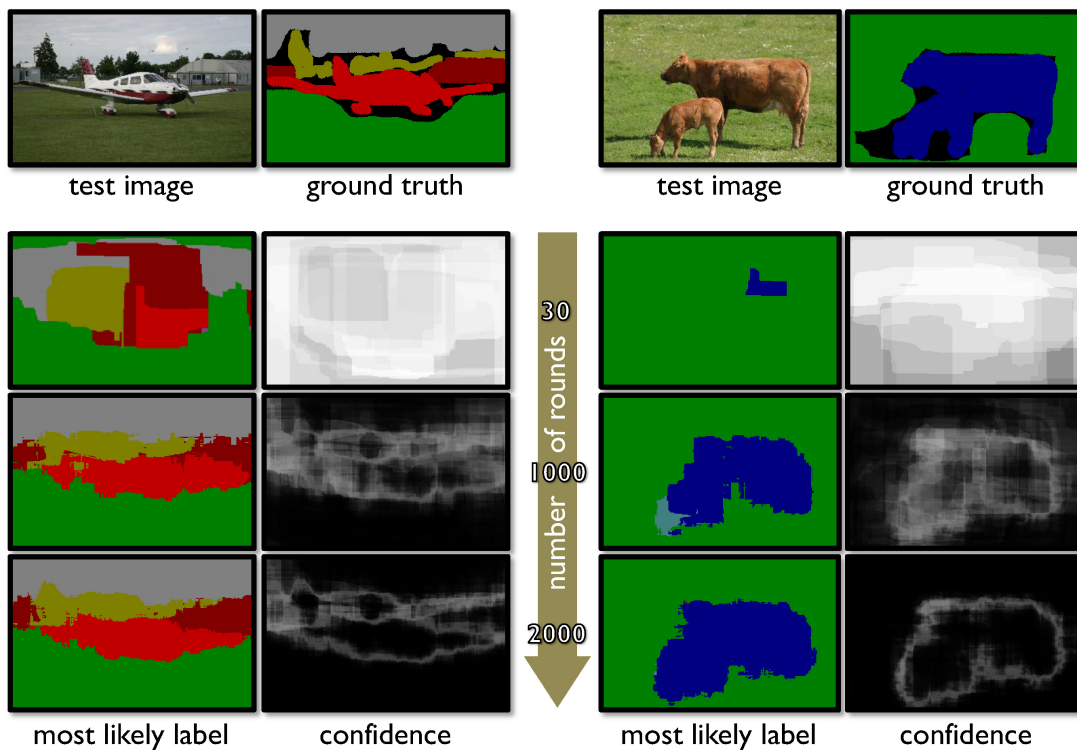 test image
ground truth
test image
ground truth
number of rounds
30
1000
2000
most likely label
confidence
most likely label
confidence